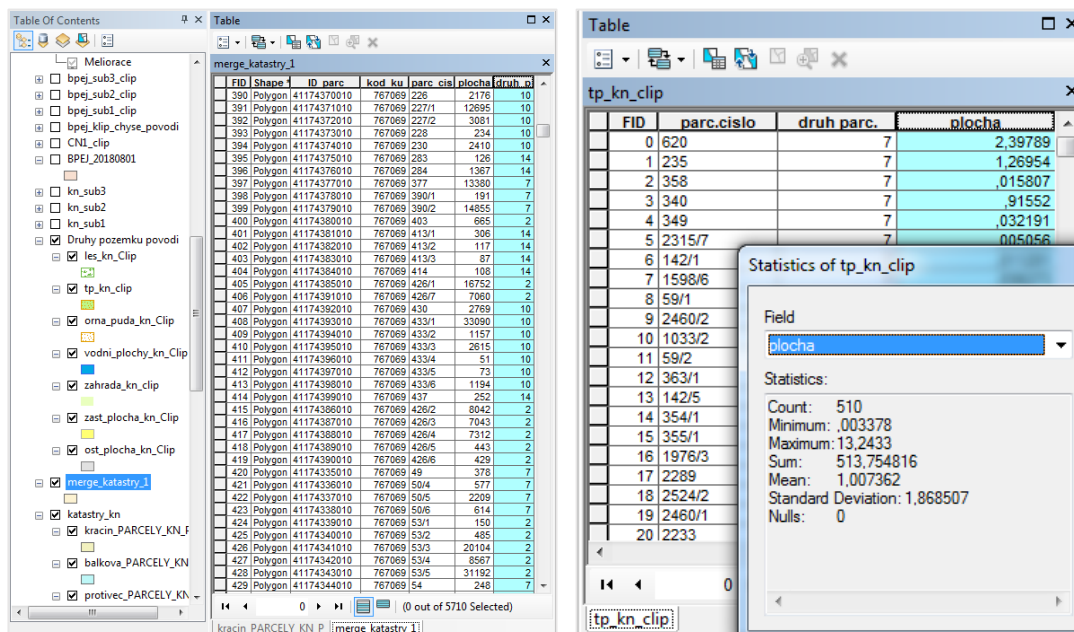 Table Of Contents
Meliorace
bpej_sub3_clip
bpej_sub2_clip
bpej_sub1_clip
bpej_klip_chyse_povodi
CN1_clip
BPEJ_20180801
kn_sub3
kn_sub2
kn_sub1
Druhy pozemku povodi
les_kn_Clip
tp_kn_clip
orna_puda_kn_Clip
vodni_plochy_kn_Clip
zahrada_kn_clip
zast_plocha_kn_Clip
ost_plocha_kn_Clip
merge_katastry_1
katastry_kn
kracin_PARCELY_KN_F
balkova_PARCELY_KN
protivec_PARCELY_KN_
Table
merge_katastry_1
FID Shape * ID_parc kod_ku parc_cis plocha druh_p
390 Polygon 41174370010 767069 226 2176 10
391 Polygon 41174371010 767069 227/1 12695 10
392 Polygon 41174372010 767069 227/2 3081 10
393 Polygon 41174373010 767069 228 234 10
394 Polygon 41174374010 767069 230 2410 10
395 Polygon 41174375010 767069 283 126 14
396 Polygon 41174376010 767069 284 1367 14
397 Polygon 41174377010 767069 377 13380 7
398 Polygon 41174378010 767069 390/1 191 7
399 Polygon 41174379010 767069 390/2 14855 7
400 Polygon 41174380010 767069 403 665 2
401 Polygon 41174381010 767069 413/1 306 14
402 Polygon 41174382010 767069 413/2 117 14
403 Polygon 41174383010 767069 413/3 87 14
404 Polygon 41174384010 767069 414 108 14
405 Polygon 41174385010 767069 426/1 16752 2
406 Polygon 41174391010 767069 426/7 7060 2
407 Polygon 41174392010 767069 430 2769 10
408 Polygon 41174393010 767069 433/1 33090 10
409 Polygon 41174394010 767069 433/2 1157 10
410 Polygon 41174395010 767069 433/3 2615 10
411 Polygon 41174396010 767069 433/4 51 10
412 Polygon 41174397010 767069 433/5 73 10
413 Polygon 41174398010 767069 433/6 1194 10
414 Polygon 41174399010 767069 437 252 14
415 Polygon 41174386010 767069 426/2 8042 2
416 Polygon 41174387010 767069 426/3 7043 2
417 Polygon 41174388010 767069 426/4 7312 2
418 Polygon 41174389010 767069 426/5 443 2
419 Polygon 41174390010 767069 426/6 429 2
420 Polygon 41174335010 767069 49 378 7
421 Polygon 41174336010 767069 50/4 577 7
422 Polygon 41174337010 767069 50/5 2209 7
423 Polygon 41174338010 767069 50/6 614 7
424 Polygon 41174339010 767069 53/1 150 2
425 Polygon 41174340010 767069 53/2 485 2
426 Polygon 41174341010 767069 53/3 20104 2
427 Polygon 41174342010 767069 53/4 8567 2
428 Polygon 41174343010 767069 53/5 31192 2
429 Polygon 41174344010 767069 54 248 7
0 (0 out of 5710 Selected)
kracin_PARCELY_KN_P merge_katastry_1
Table
tp_kn_clip
FID parc.cislo druh parc. plocha
0 620 7 2,39789
1 235 7 1,26954
2 358 7 ,015807
3 340 7 ,91552
4 349 7 ,032191
5 2315/7 7 ,005056
6 142/1
7 1598/6
8 59/1
9 2460/2
10 1033/2
11 59/2
12 363/1
13 142/5
14 354/1
15 355/1
16 1976/3
17 2289
18 2524/2
19 2460/1
20 2233
0
tp_kn_clip
Statistics of tp_kn_clip
Field
plocha
Statistics:
Count: 510
Minimum: ,003378
Maximum: 13,2433
Sum: 513,754816
Mean: 1,007362
Standard Deviation: 1,868507
Nulls: 0